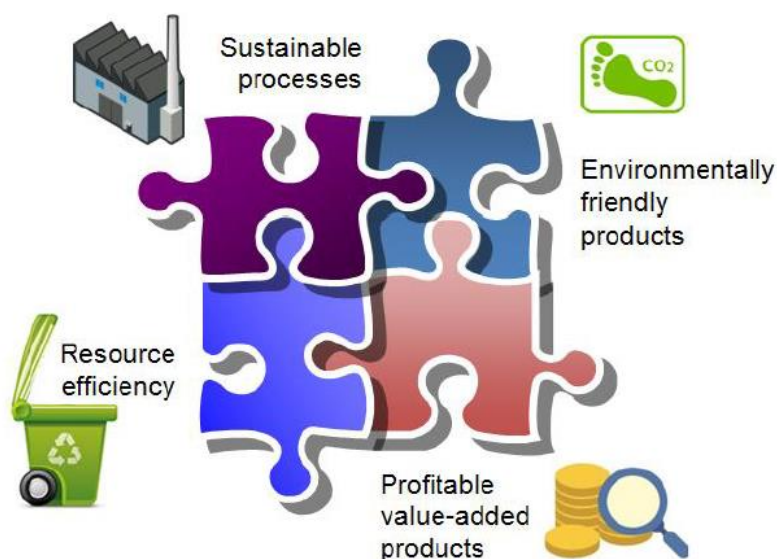 Sustainable
processes
CO2
Environmentally
friendly
products
Resource
efficiency
Profitable
value-added
products